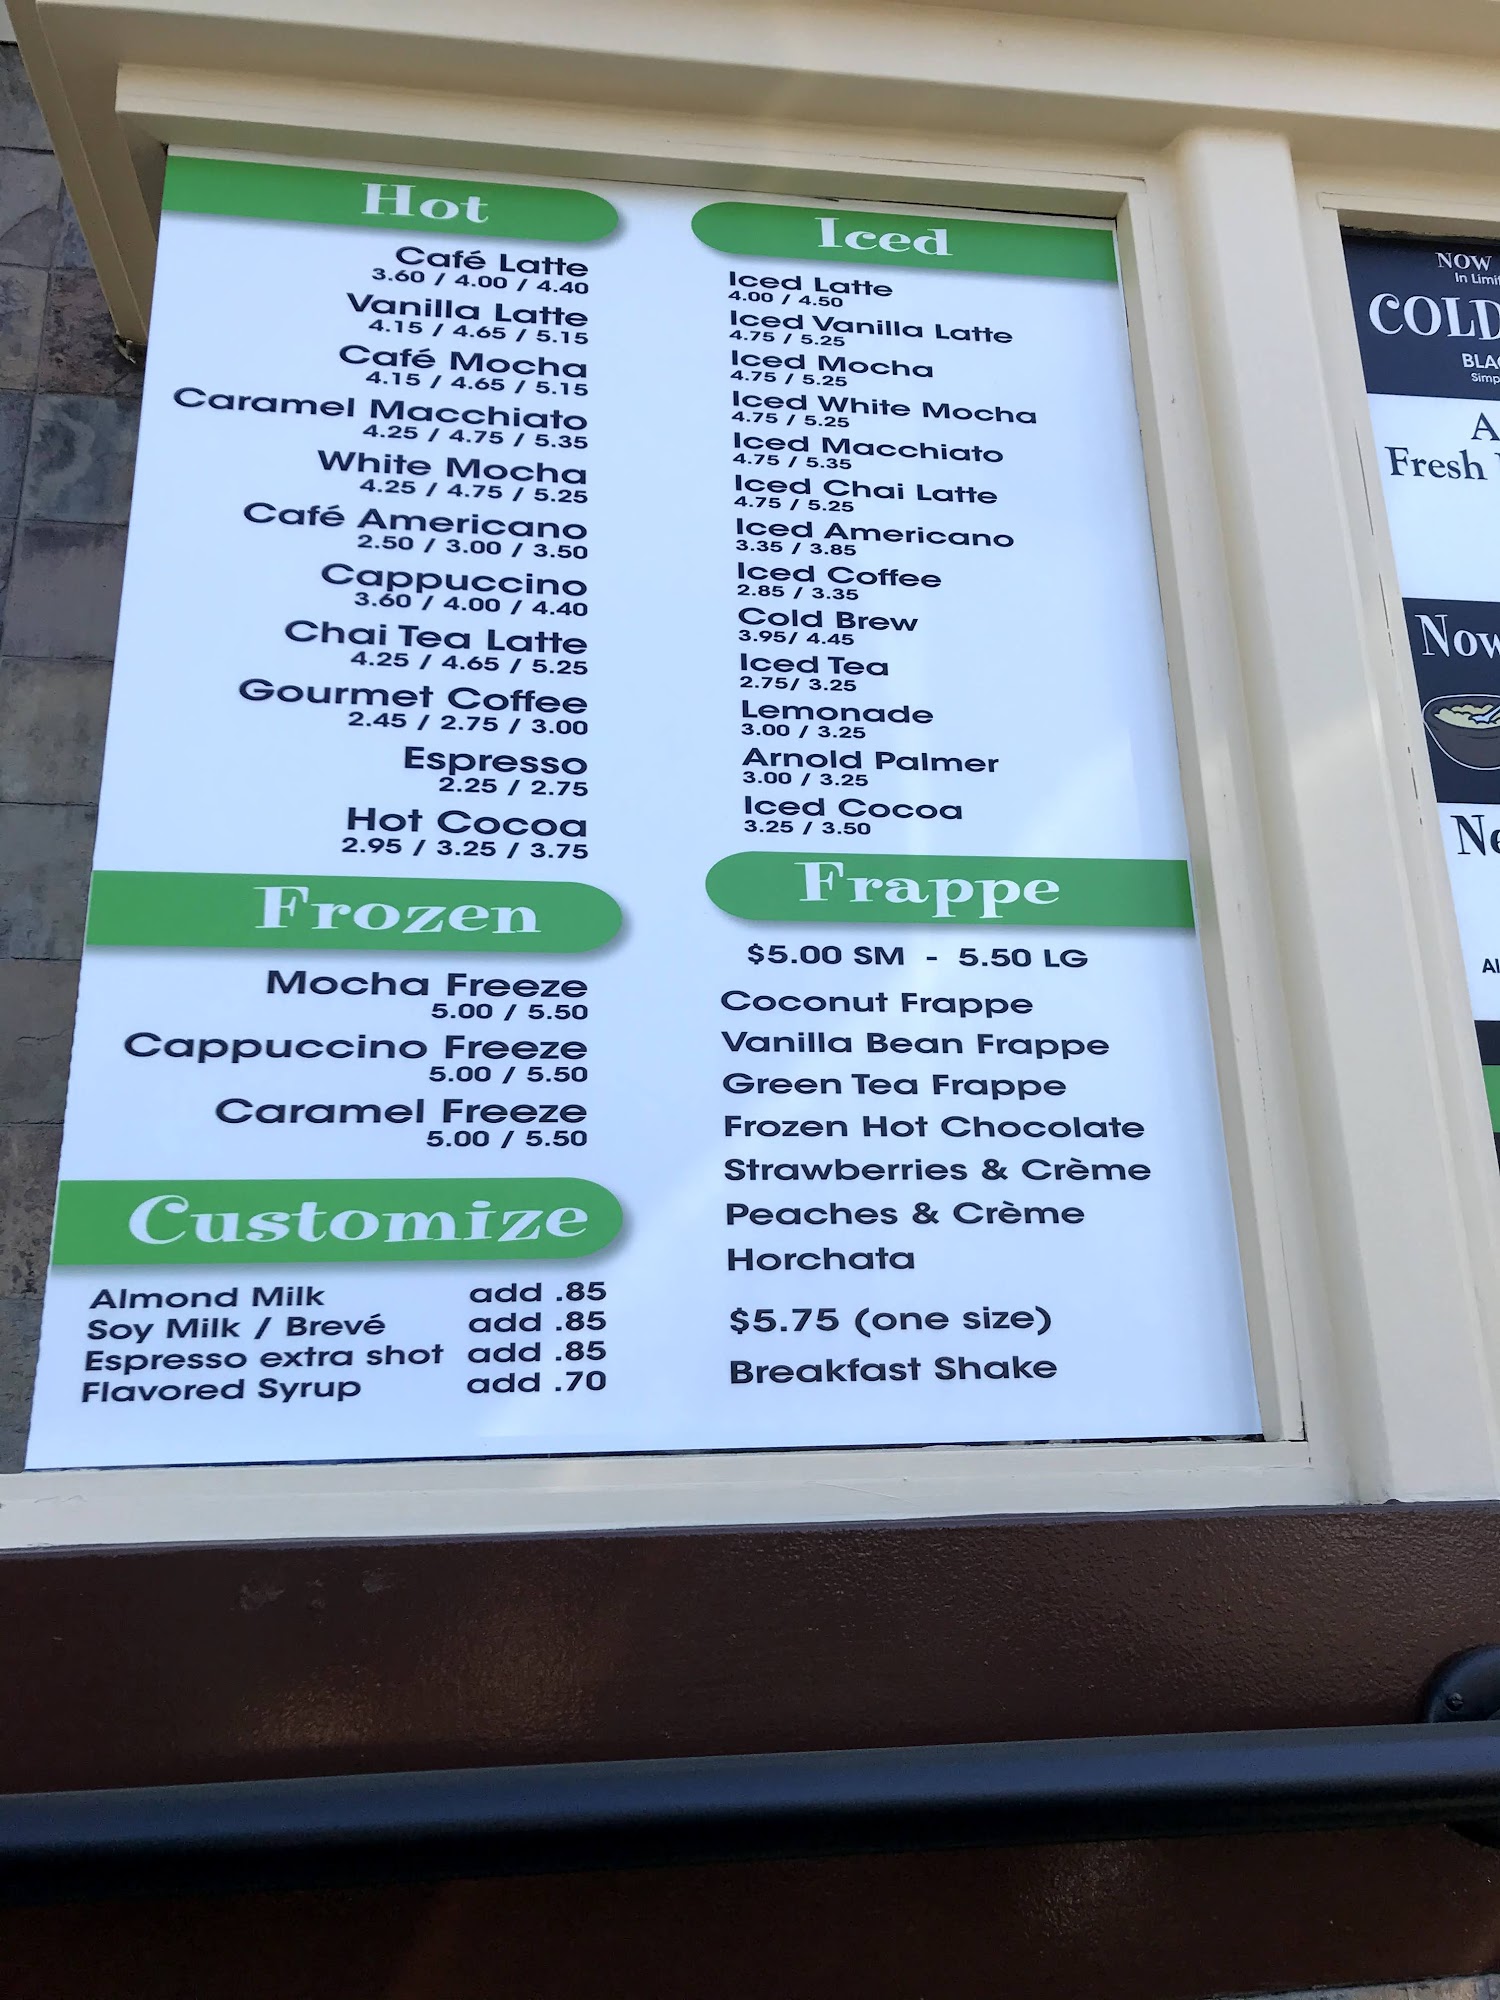 Hot
Café Latte
3.60 / 4.00 / 4.40
Vanilla Latte
4.15 / 4.65 / 5.15
Café Mocha
4.15 / 4.65 / 5.15
Caramel Macchiato
4.25 / 4.75 / 5.35
White Mocha
4.25 / 4.75 / 5.25
Café Americano
2.50 / 3.00 / 3.50
Cappuccino
3.60 / 4.00 / 4.40
Chai Tea Latte
4.25 / 4.65 / 5.25
Gourmet Coffee
2.45 / 2.75 / 3.00
Espresso
2.25 / 2.75
Hot Cocoa
2.95 / 3.25 / 3.75
Frozen
Mocha Freeze
5.00 / 5.50
Cappuccino Freeze
5.00 / 5.50
Caramel Freeze
5.00 / 5.50
Customize
Almond Milk add .85
Soy Milk / Brevé add .85
Espresso extra shot add .85
Flavored Syrup add .70
Iced
Iced Latte
4.00 / 4.50
Iced Vanilla Latte
4.75 / 5.25
Iced Mocha
4.75 / 5.25
Iced White Mocha
4.75 / 5.25
Iced Macchiato
4.75 / 5.35
Iced Chai Latte
4.75 / 5.25
Iced Americano
3.35 / 3.85
Iced Coffee
2.85 / 3.35
Cold Brew
3.95/ 4.45
Iced Tea
2.75/ 3.25
Lemonade
3.00 / 3.25
Arnold Palmer
3.00 / 3.25
Iced Cocoa
3.25 / 3.50
Frappe
$5.00 SM - 5.50 LG
Coconut Frappe
Vanilla Bean Frappe
Green Tea Frappe
Frozen Hot Chocolate
Strawberries & Crème
Peaches & Crème
Horchata
$5.75 (one size)
Breakfast Shake
NOW
In
COLD
Fresh